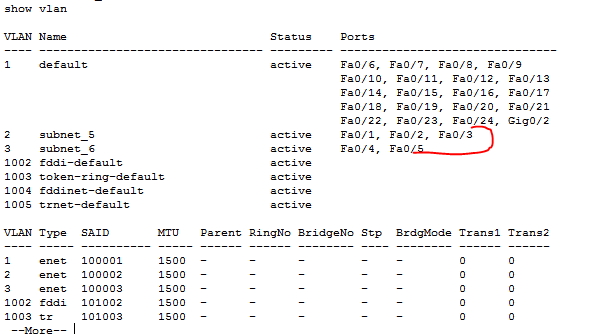 show vlan
VLAN Name                             Status    Ports
---- -------------------------------- --------- -------------------------------
1    default                          active    Fa0/6, Fa0/7, Fa0/8, Fa0/9
                                                Fa0/10, Fa0/11, Fa0/12, Fa0/13
                                                Fa0/14, Fa0/15, Fa0/16, Fa0/17
                                                Fa0/18, Fa0/19, Fa0/20, Fa0/21
                                                Fa0/22, Fa0/23, Fa0/24, Gig0/2
2    subnet_5                         active    Fa0/1, Fa0/2, Fa0/3
3    subnet_6                         active    Fa0/4, Fa0/5
1002 fddi-default                     active
1003 token-ring-default               active
1004 fddinet-default                  active
1005 trnet-default                    active
VLAN Type  SAID       MTU   Parent RingNo BridgeNo Stp  BrdgMode Trans1 Trans2
---- ----- ---------- ----- ------ ------ -------- ---- -------- ------ ------
1    enet  100001     1500  -      -      -        -    -        0      0
2    enet  100002     1500  -      -      -        -    -        0      0
3    enet  100003     1500  -      -      -        -    -        0      0
1002 fddi  101002     1500  -      -      -        -    -        0      0
1003 tr    101003     1500  -      -      -        -    -        0      0
 --More--